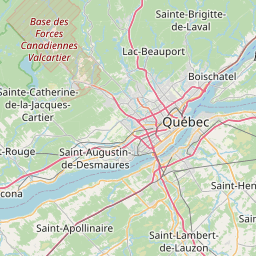 Sainte-Brigitte-
de-Laval
Base des
Forces
Canadiennes
Valcartier
Lac-Beauport
Boischatel
Sainte-Catherine-
de-la-Jacques-
Cartier
Québec
t-Rouge
Saint-Augustin-
de-Desmaures
cona
Saint-Hen
Saint-Apollinaire
Saint-Lambert-
de-Lauzon